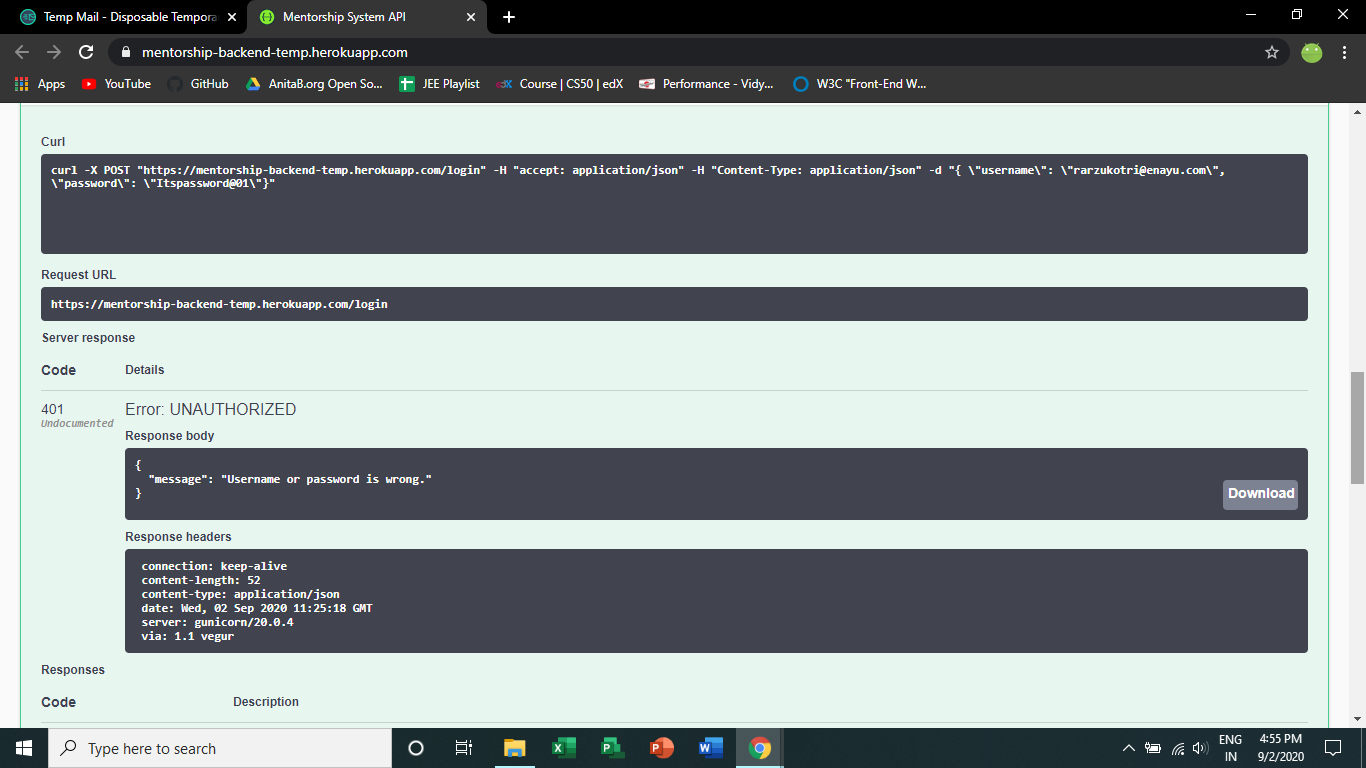 Temp Mail - Disposable Tempora
Mentorship System API
mentorship-backend-temp.herokuapp.com
Apps
YouTube
GitHub
AnitaB.org Open So...
JEE Playlist
edX
Course | CS50 | edX
Performance - Vidy...
W3C "Front-End W...
Curl
curl -X POST "https://mentorship-backend-temp.herokuapp.com/login" -H "accept: application/json" -H "Content-Type: application/json" -d "{ \"username\": \"rarzukotri@enayu.com\",
\"password\": \"Itspassword@01\"}"
Request URL
https://mentorship-backend-temp.herokuapp.com/login
Server response
Code Details
401 Error: UNAUTHORIZED
Undocumented
Response body
{
"message": "Username or password is wrong."
}
Download
Response headers
connection: keep-alive
content-length: 52
content-type: application/json
date: Wed, 02 Sep 2020 11:25:18 GMT
server: gunicorn/20.0.4
via: 1.1 vegur
Responses
Code Description
Type here to search
ENG
IN
4:55 PM
9/2/2020